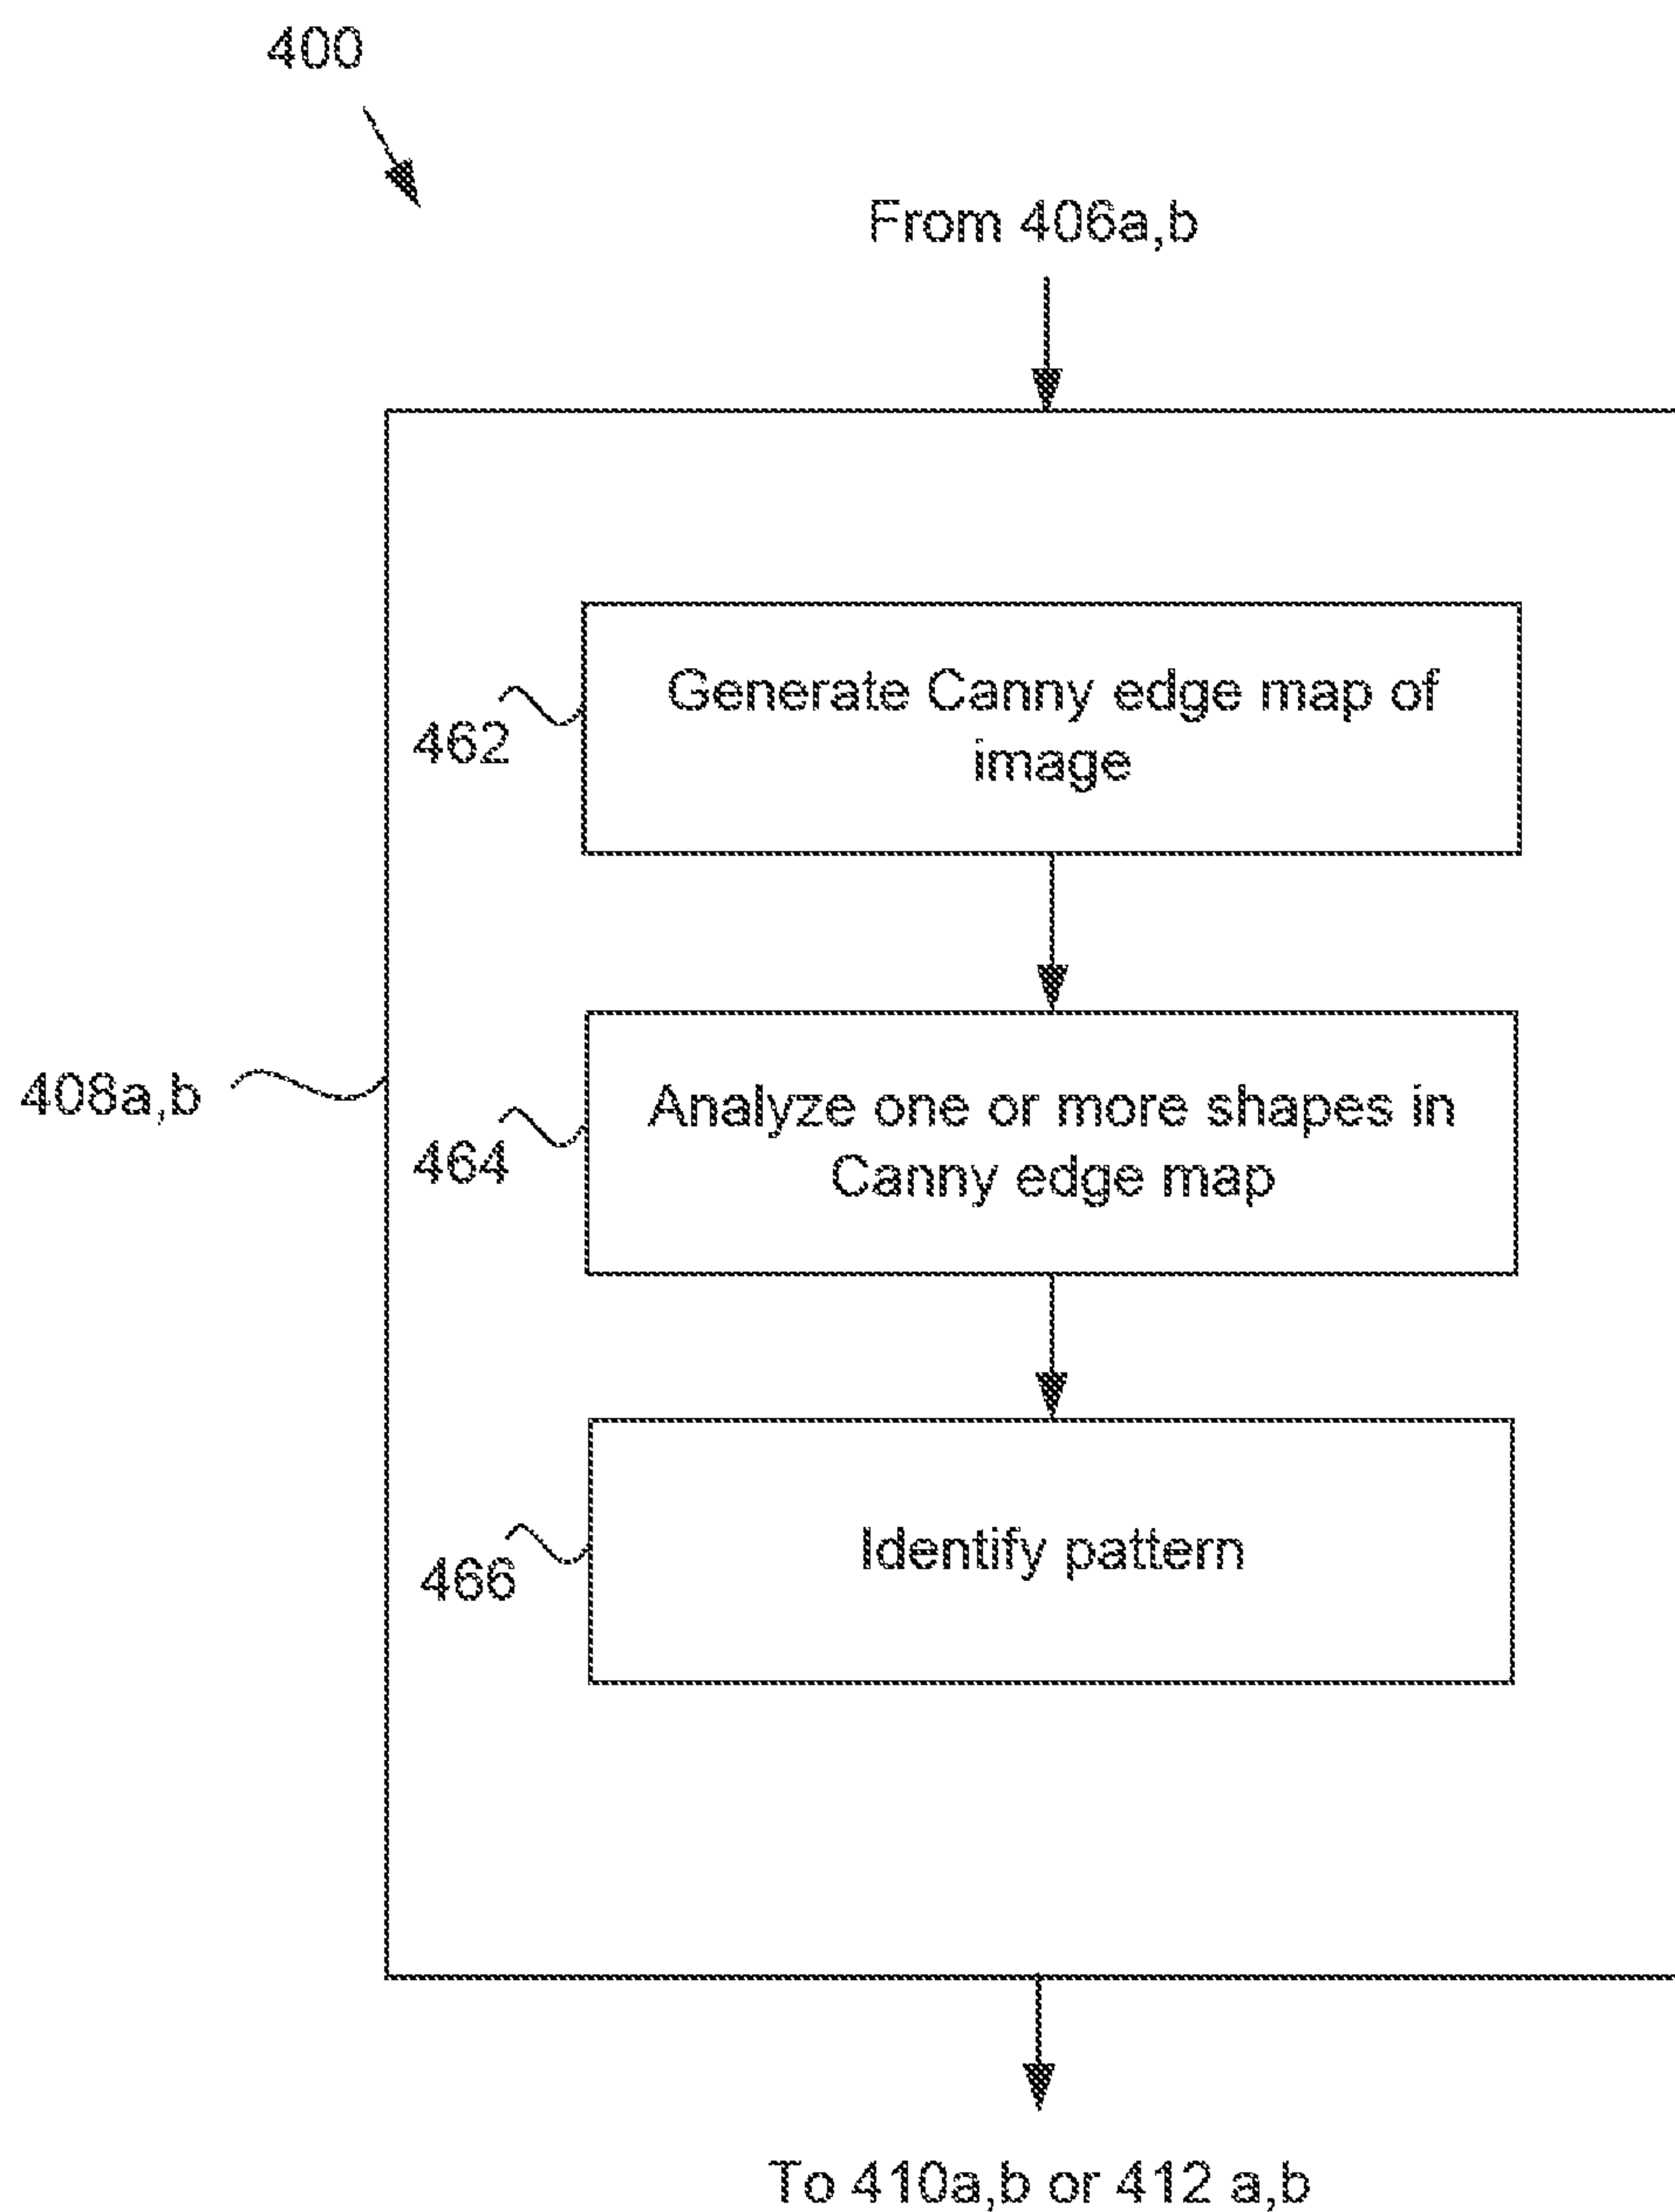 400
From 406a,b
Generate Canny edge map of
image
462
Analyze one or more shapes in
Canny edge map
408a,b
464
Identify pattern
466
To 410a,b or 412 a,b